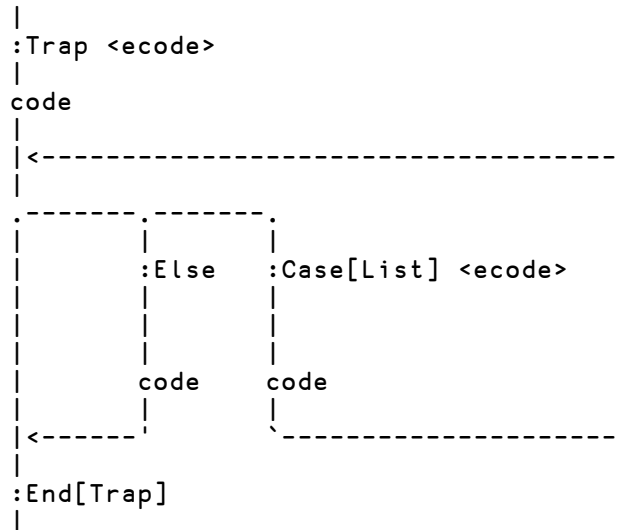 |
:Trap <ecode>
|
code
|
|<------------------------------------
|
.-------.-------.
|       |       |
|       :Else   :Case[List] <ecode>
|       |       |
|       |       |
|       |       |
|       code    code
|       |       |
|<------'       `---------------------
|
:End[Trap]
|